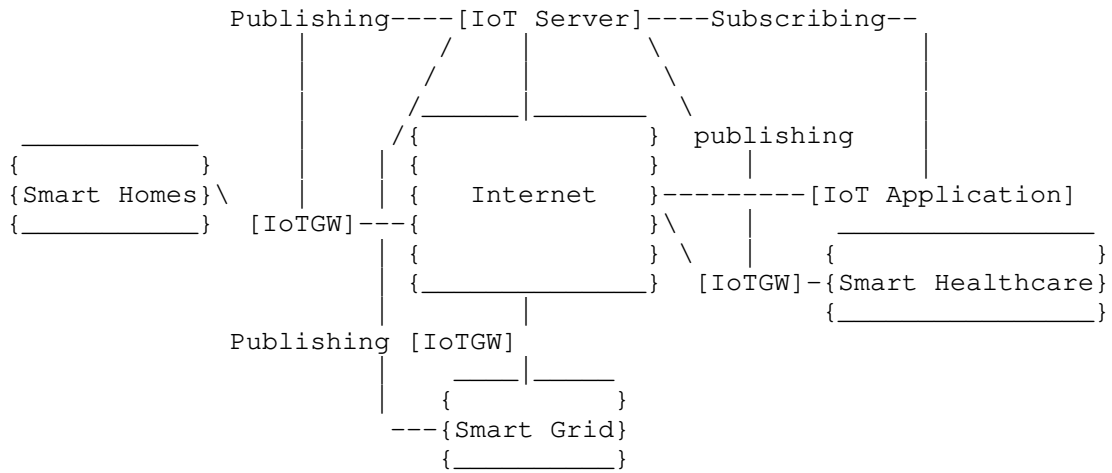 Publishing----[IoT Server]----Subscribing--
publishing
{Smart Homes}
Internet
---------[IoT Application]
[IoTGW]---
[IoTGW]-{Smart Healthcare}
Publishing [IoTGW]
---{Smart Grid}